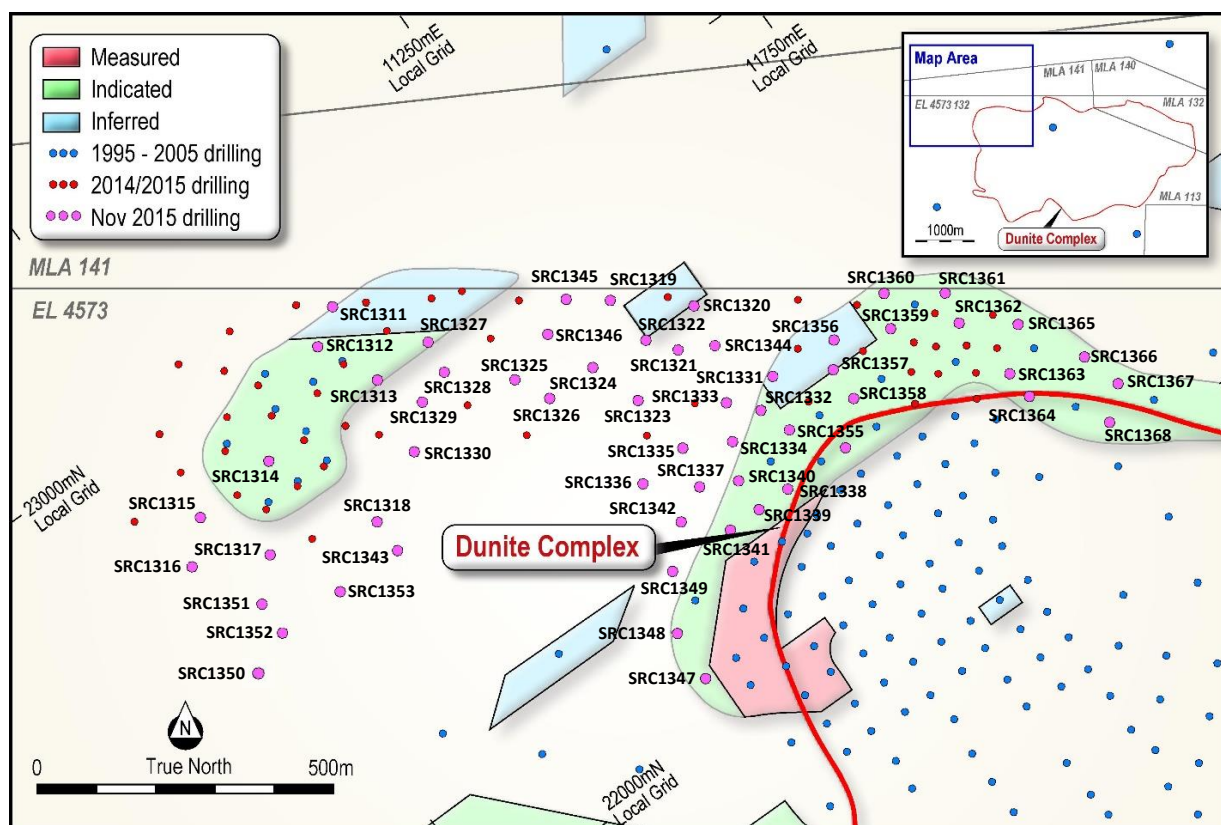 11250mE
Local Grid
11750mE
Local Grid
Measured
Indicated
Inferred
1995 - 2005 drilling
2014/2015 drilling
Nov 2015 drilling
Map Area
MLA 141
MLA 140
EL 4573 132
MLA 132
MLA 113
1000m
Dunite Complex
MLA 141
EL 4573
SRC1345
SRC1319
SRC1360
SRC1361
SRC1311
SRC1320
SRC1362
SRC1327
SRC1322
SRC1359
SRC1365
SRC1346
SRC1356
SRC1312
SRC1344
SRC1366
SRC1325
SRC1321
SRC1357
SRC1363
SRC1324
SRC1331
SRC1367
SRC1328
SRC1313
SRC1333
SRC1332
SRC1358
SRC1329
SRC1326
SRC1323
SRC1364
SRC1355
SRC1368
SRC1335
SRC1334
SRC1330
SRC1314
SRC1337
SRC1340
SRC1336
SRC1338
23000mN
Local Grid
SRC1315
SRC1318
SRC1342
SRC1339
Dunite Complex
SRC1341
SRC1317
SRC1343
SRC1316
SRC1349
SRC1353
SRC1351
SRC1352
SRC1348
SRC1350
SRC1347
N
True North
0
500m
22000mN
Local Grid